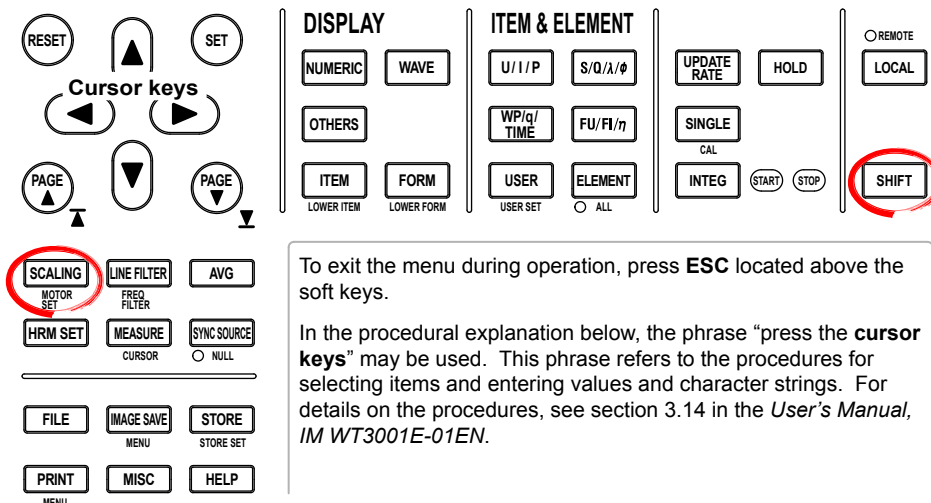 RESET
SET
Cursor keys
PAGE
PAGE
DISPLAY
NUMERIC
WAVE
OTHERS
ITEM
FORM
LOWER ITEM
LOWER FORM
ITEM & ELEMENT
U/I/P
S/Q/λ/ϕ
WP/q/
TIME
FU/FI/η
USER
ELEMENT
USER SET
ALL
UPDATE
RATE
HOLD
SINGLE
CAL
INTEG
START
STOP
REMOTE
LOCAL
SHIFT
SCALING
LINE FILTER
AVG
MOTOR
SET
FREQ
FILTER
HRM SET
MEASURE
SYNC SOURCE
CURSOR
NULL
FILE
IMAGE SAVE
STORE
MENU
STORE SET
PRINT
MISC
HELP
MENU
To exit the menu during operation, press ESC located above the
soft keys.
In the procedural explanation below, the phrase “press the cursor
keys” may be used. This phrase refers to the procedures for
selecting items and entering values and character strings. For
details on the procedures, see section 3.14 in the User’s Manual,
IM WT3001E-01EN.